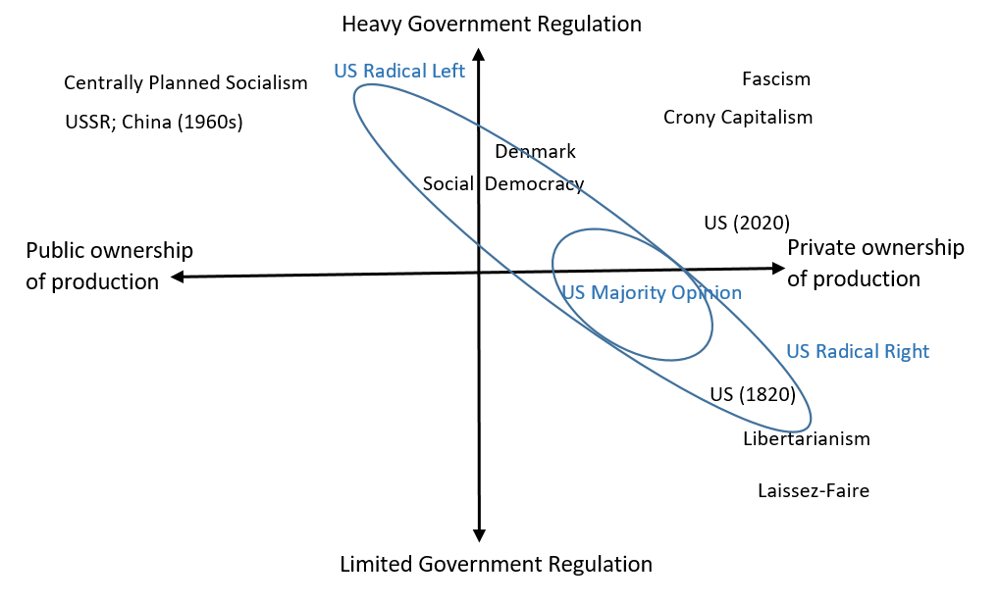 Heavy Government Regulation
US Radical Left
Centrally Planned Socialism
Fascism
USSR; China (1960s)
Crony Capitalism
Denmark
Social Democracy
US (2020)
Public ownership
of production
Private ownership
of production
US Majority Opinion
US Radical Right
US (1820)
Libertarianism
Laissez-Faire
Limited Government Regulation